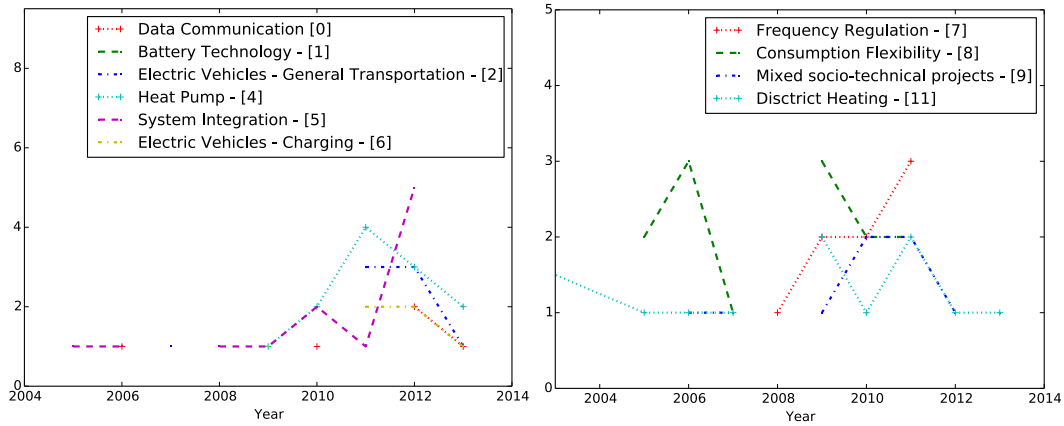 Data Communication [0]
Battery Technology - [1]
Electric Vehicles - General Transportation - [2]
Heat Pump - [4]
System Integration - [5]
Electric Vehicles - Charging - [6]
8
6
4
2
0
2004 2006 2008 2010 2012 2014
Year
Frequency Regulation - [7]
Consumption Flexibility - [8]
Mixed socio-technical projects - [9]
Disctrict Heating - [11]
5
4
3
2
1
0
2004 2006 2008 2010 2012 2014
Year